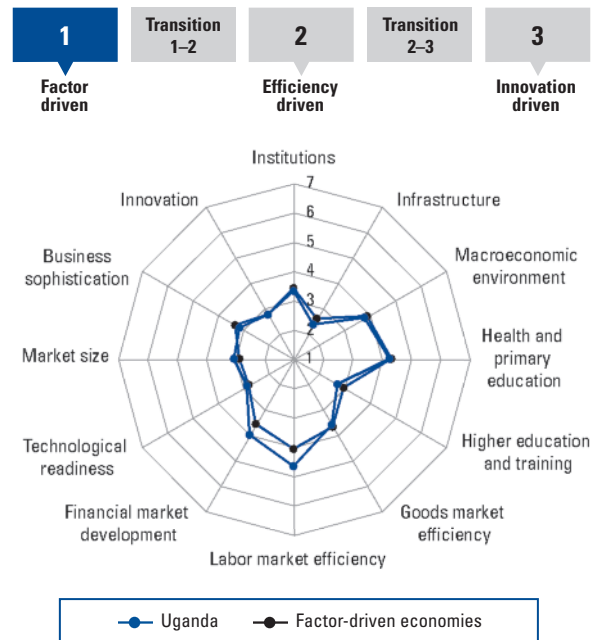 1
Transition
1–2
2
Transition
2–3
3
Factor
driven
Efficiency
driven
Innovation
driven
Institutions
Innovation
Infrastructure
Business
sophistication
Macroeconomic
environment
Market size
Health and
primary
education
Technological
readiness
Higher education
and training
Financial market
development
Goods market
efficiency
Labor market efficiency
7
6
5
4
3
2
1
Uganda
Factor-driven economies